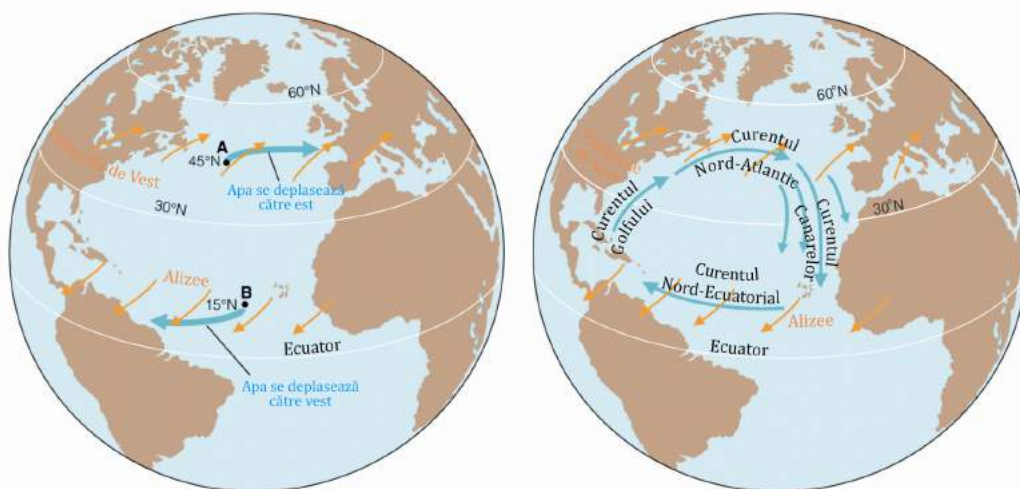 60°N
A
45°N
de Vest
Apa se deplasează
către est
30°N
Alizee
B
15°N
Ecuator
Apa se deplasează
către vest
60°N
Curentul
Nord-Atlantic
Curentul
Golfului
30°N
Curentul
Canarelor
Curentul
Nord-Ecuatorial
Alizee
Ecuator